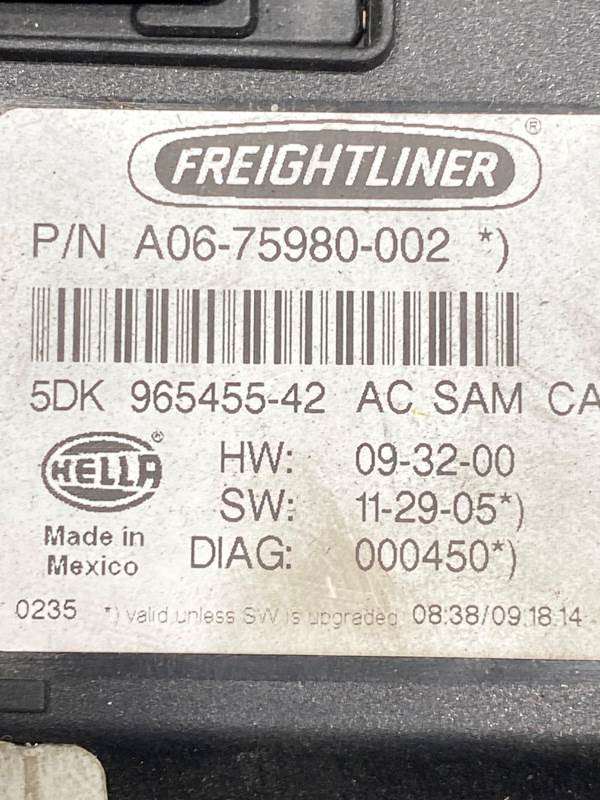 FREIGHTLINER ®
P/N A06-75980-002 *)
5DK 965455-42 AC SAM CA
HELLA ®
HW: 09-32-00
SW: 11-29-05*)
Made in
Mexico
DIAG: 000450*)
0235 *) valid unless SW is upgraded 08:38/09.18.14